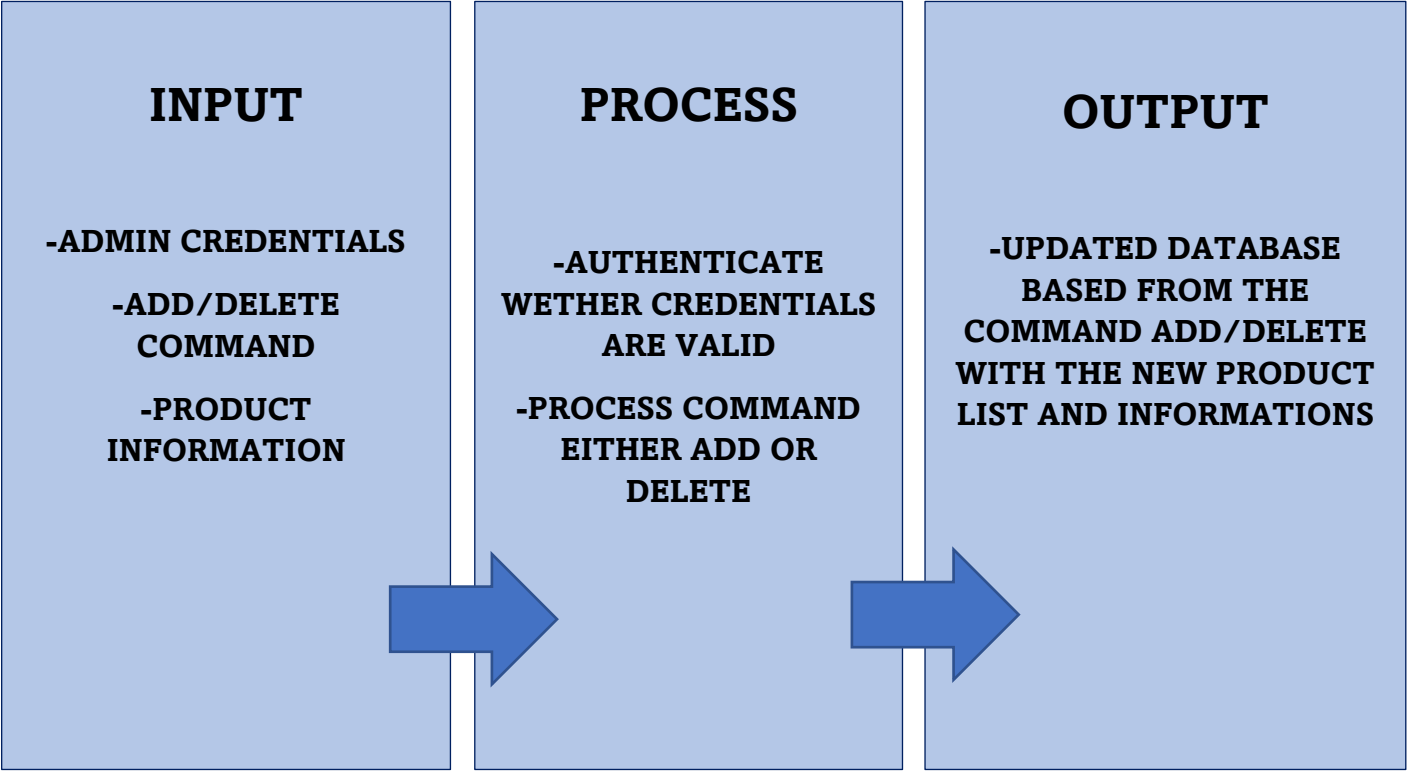 INPUT
-ADMIN CREDENTIALS
-ADD/DELETE
COMMAND
-PRODUCT
INFORMATION
PROCESS
-AUTHENTICATE
WETHER CREDENTIALS
ARE VALID
-PROCESS COMMAND
EITHER ADD OR
DELETE
OUTPUT
-UPDATED DATABASE
BASED FROM THE
COMMAND ADD/DELETE
WITH THE NEW PRODUCT
LIST AND INFORMATIONS